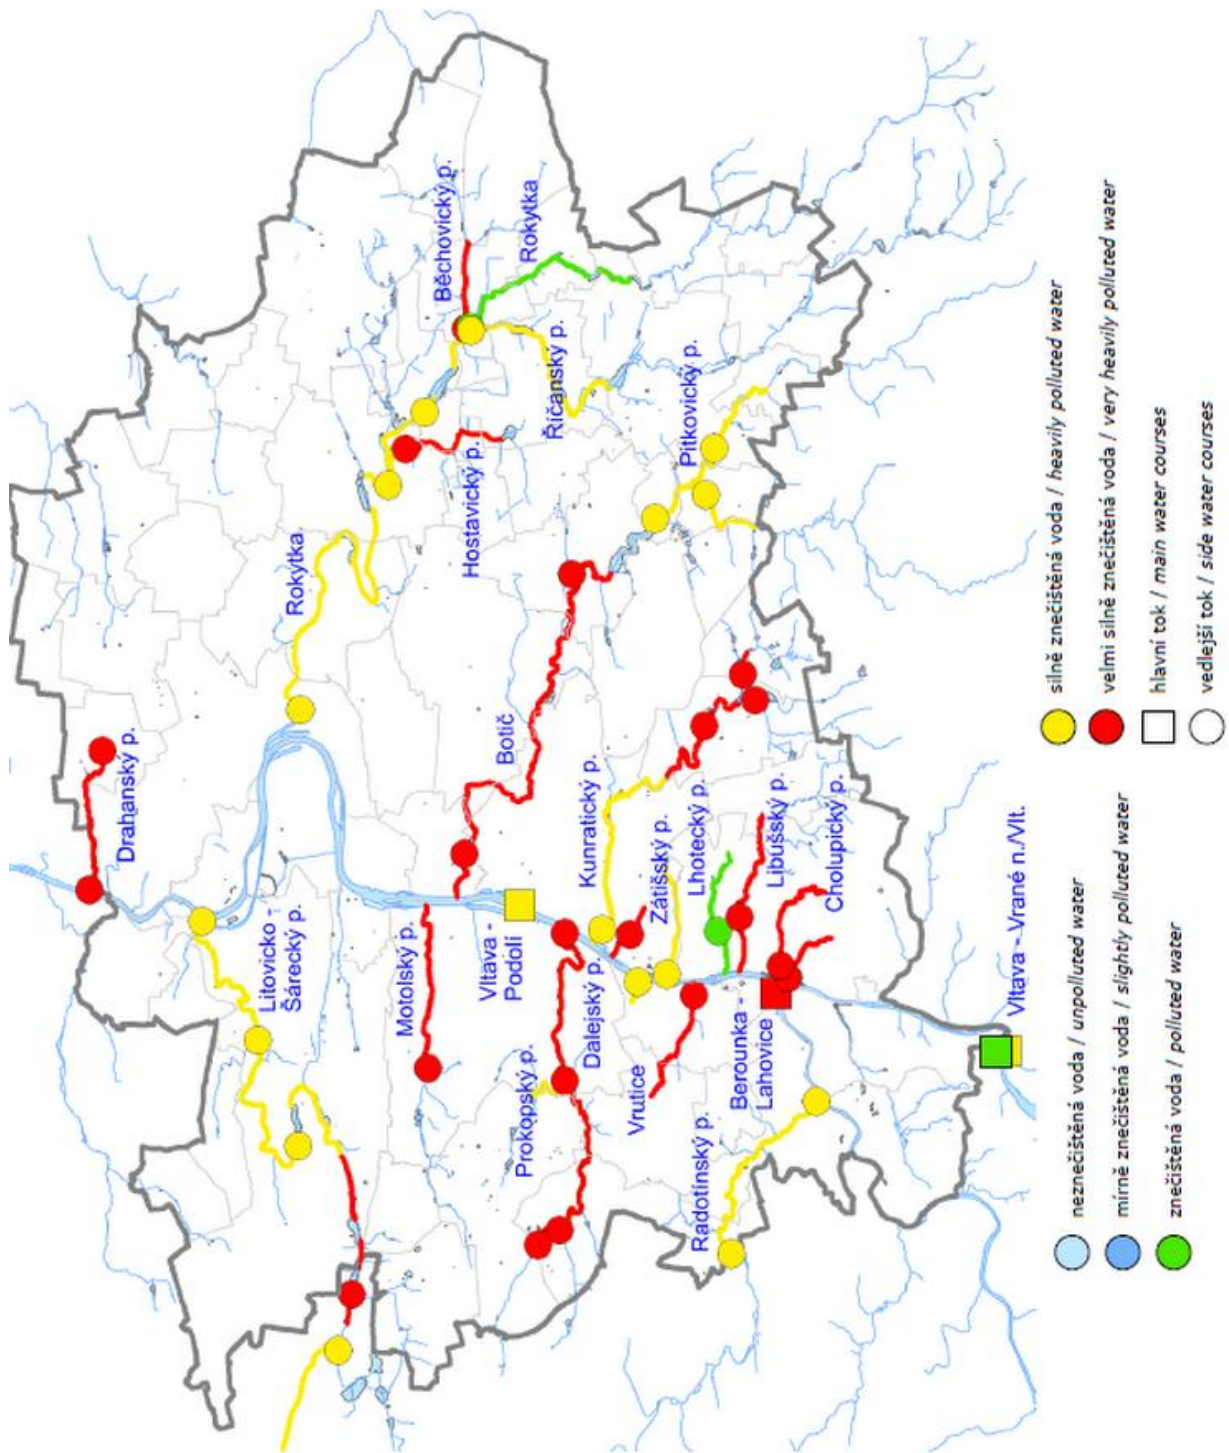 Drahanský p.
Litovicko -
Šárecký p.
Rokytka
Běchovický p.
Rokytka
Hostavický p.
Říčanský p.
Pitkovický p.
Motolský p.
Botič
Vltava -
Podolí
Kunratický p.
Prokopský p.
Dalejský p.
Zátišský p.
Lhotecký p.
Libušský p.
Cholupický p.
Vrutice
Radotínský p.
Berounka -
Lahovice
Vltava - Vrané n./Vlt.
neznečištěná voda / unpolluted water
mírně znečištěná voda / slightly polluted water
znečištěná voda / polluted water
silně znečištěná voda / heavily polluted water
velmi silně znečištěná voda / very heavily polluted water
hlavní tok / main water courses
vedlejší tok / side water courses